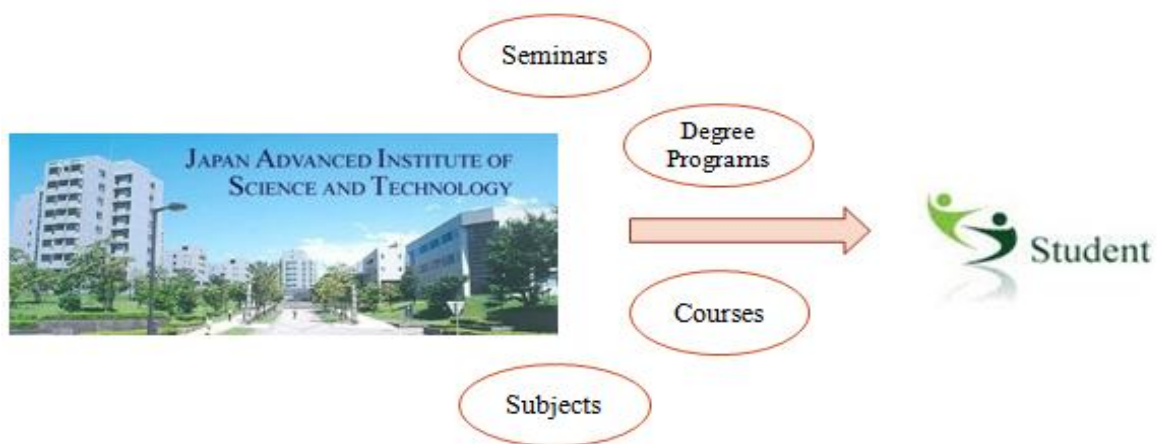 Seminars
Degree
Programs
JAPAN ADVANCED INSTITUTE OF
SCIENCE AND TECHNOLOGY
Student
Courses
Subjects